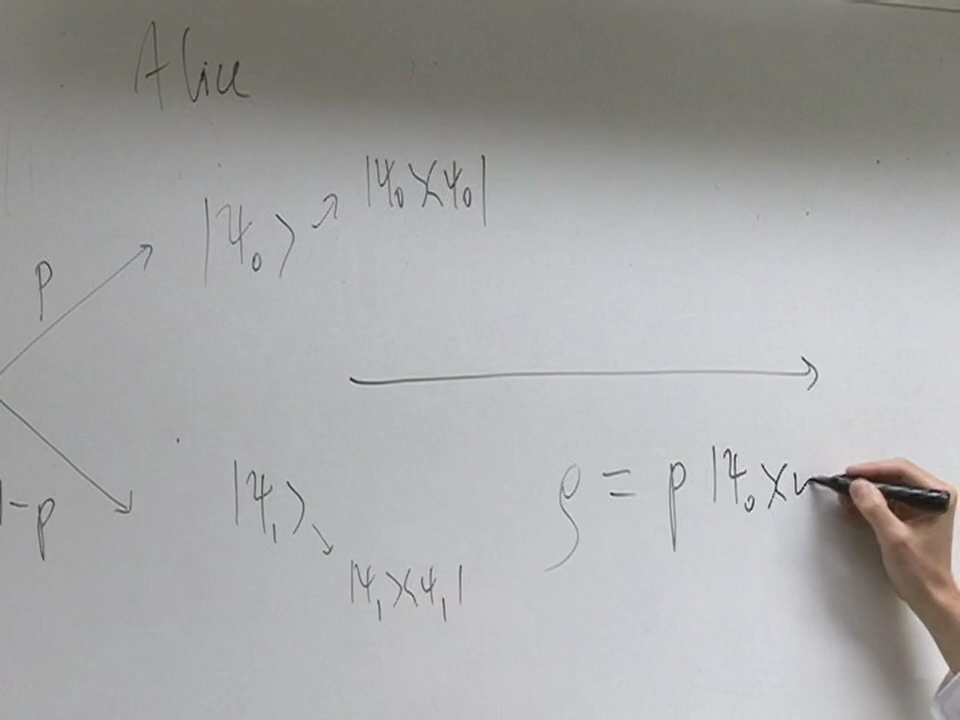 Alice
|ψ₀⟩ ↗ |ψ₀⟩⟨ψ₀|
p
1-p
|ψ₁⟩ ↘
|ψ₁⟩⟨ψ₁|
ρ = p |ψ₀⟩⟨